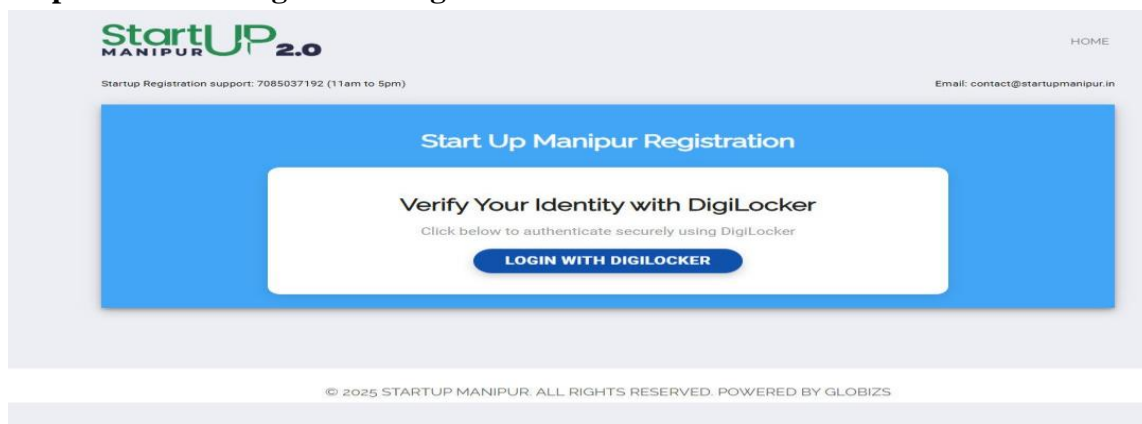 StartUP
MANIPUR 2.0
HOME
Startup Registration support: 7085037192 (11am to 5pm)
Email: contact@startupmanipur.in
Start Up Manipur Registration
Verify Your Identity with DigiLocker
Click below to authenticate securely using DigiLocker
LOGIN WITH DIGILOCKER
© 2025 STARTUP MANIPUR. ALL RIGHTS RESERVED. POWERED BY GLOBIZS